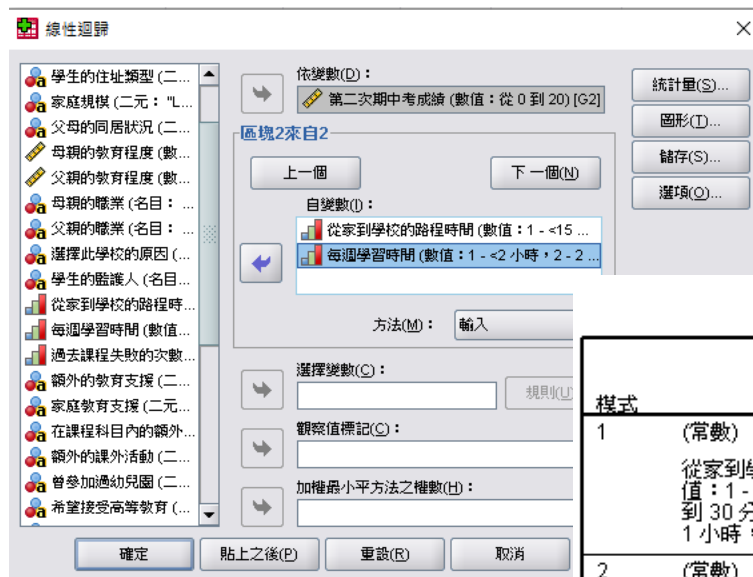 線性迴歸
學生的住址類型 (二...
家庭規模 (二元： "L...
父母的同居狀況 (二...
母親的教育程度 (數...
父親的教育程度 (數...
母親的職業 (名目： ...
父親的職業 (名目： ...
選擇此學校的原因 (...
學生的監護人 (名目...
從家到學校的路程時...
每週學習時間 (數值...
過去課程失敗的次數...
額外的教育支援 (二...
家庭教育支援 (二元...
在課程科目內的額外...
額外的課外活動 (二...
曾參加過幼兒園 (二...
希望接受高等教育 (...
依變數(D)：
第二次期中考成績 (數值：從 0 到 20) [G2]
區塊2來自2
上一個
下一個(N)
自變數(I)：
從家到學校的路程時間 (數值：1 - <15 ...
每週學習時間 (數值：1 - <2 小時，2 - 2 ...
方法(M)：
輸入
選擇變數(C)：
規則(U)
觀察值標記(C)：
加權最小平方法之權數(H)：
統計量(S)...
圖形(T)...
儲存(S)...
選項(O)...
確定
貼上之後(P)
重設(R)
取消
模式
1 (常數)
從家到學
值：1 -
到 30 分
1 小時，
2 (常數)